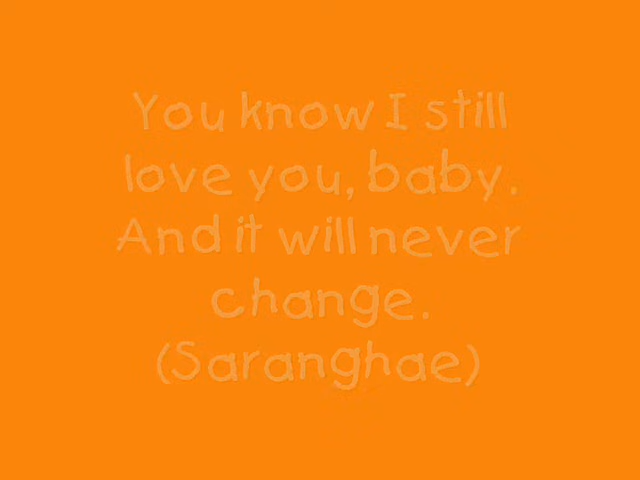 You know I still
love you, baby.
And it will never
change.
(Saranghae)